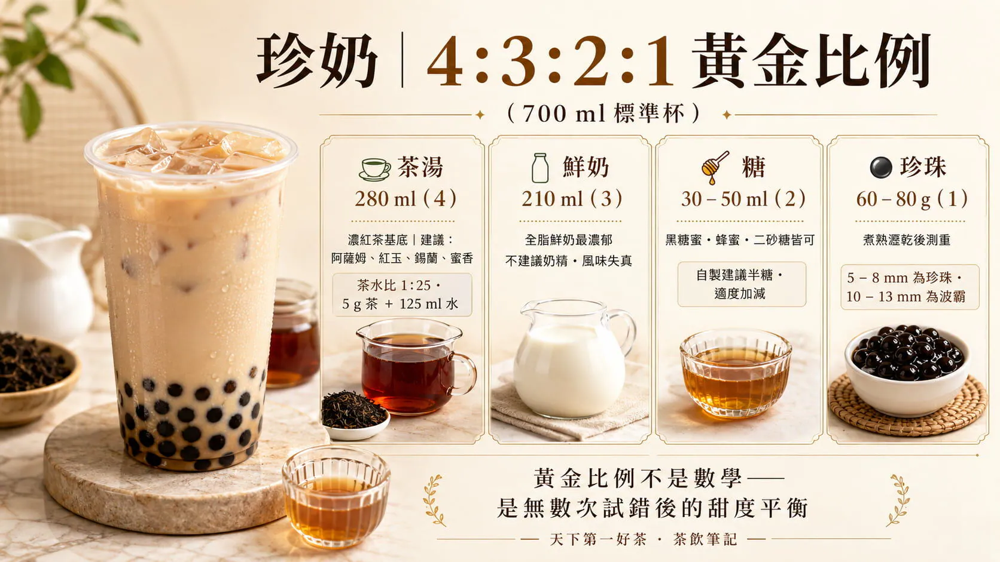 珍奶｜4:3:2:1 黃金比例
（700 ml 標準杯）
茶湯
280 ml（4）
濃紅茶基底｜建議：
阿薩姆、紅玉、錫蘭、蜜香
茶水比 1:25・
5 g 茶 + 125 ml 水
鮮奶
210 ml（3）
全脂鮮奶最濃郁
不建議奶精・風味失真
糖
30 – 50 ml（2）
黑糖蜜・蜂蜜・二砂糖皆可
自製建議半糖・
適度加減
珍珠
60 – 80 g（1）
煮熟瀝乾後測重
5 – 8 mm 為珍珠・
10 – 13 mm 為波霸
黃金比例不是數學——
是無數次試錯後的甜度平衡
— 天下第一好茶 · 茶飲筆記 —